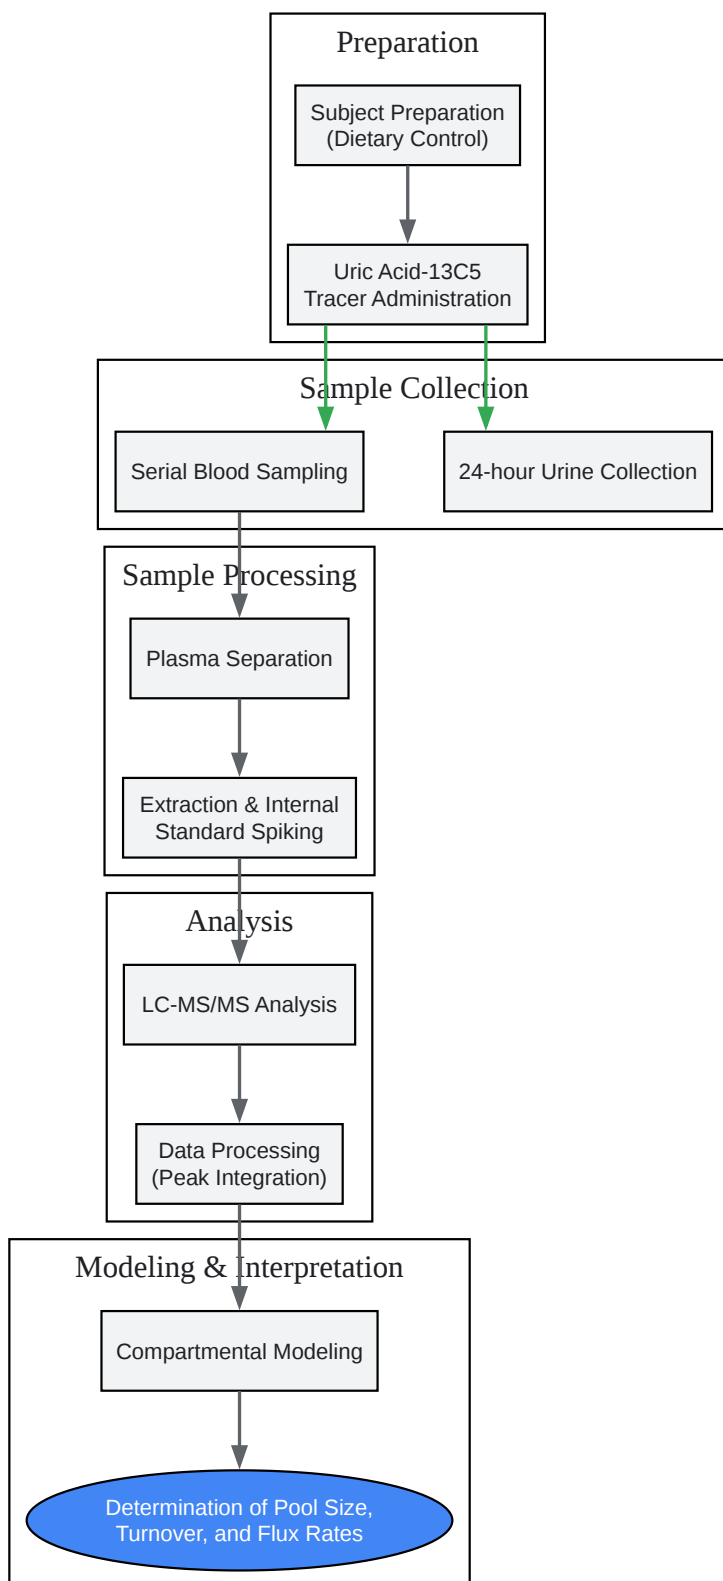 Preparation
Subject Preparation
(Dietary Control)
Uric Acid-13C5
Tracer Administration
Sample Collection
Serial Blood Sampling
24-hour Urine Collection
Sample Processing
Plasma Separation
Extraction & Internal
Standard Spiking
Analysis
LC-MS/MS Analysis
Data Processing
(Peak Integration)
Modeling & Interpretation
Compartmental Modeling
Determination of Pool Size,
Turnover, and Flux Rates